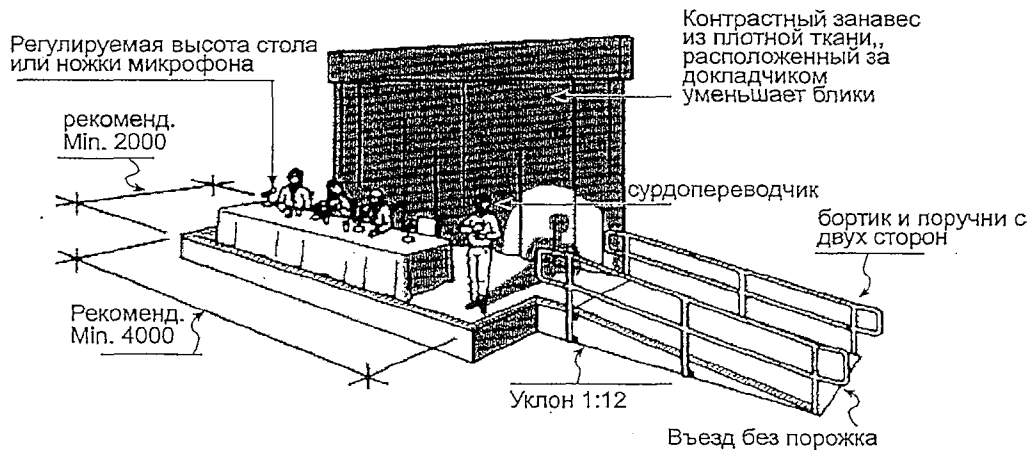 Регулируемая высота стола
или ножки микрофона
Контрастный занавес
из плотной ткани,,
расположенный за
докладчиком
уменьшает блики
рекоменд.
Min. 2000
сурдопереводчик
бортик и поручни с
двух сторон
Рекоменд.
Min. 4000
Уклон 1:12
Въезд без порожка